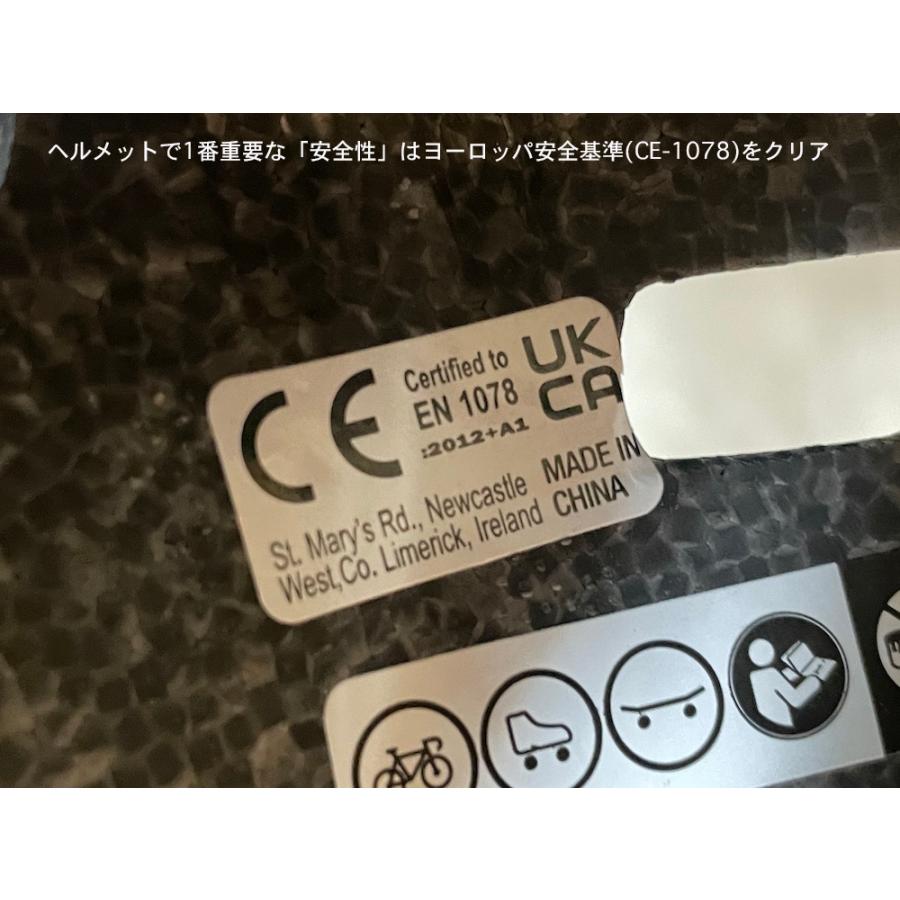 ヘルメットで1番重要な「安全性」はヨーロッパ安全基準(CE-1078)をクリア
CE
Certified to
EN 1078
:2012+A1
UK
CA
St. Mary's Rd., Newcastle
West,Co. Limerick, Ireland
MADE IN
CHINA